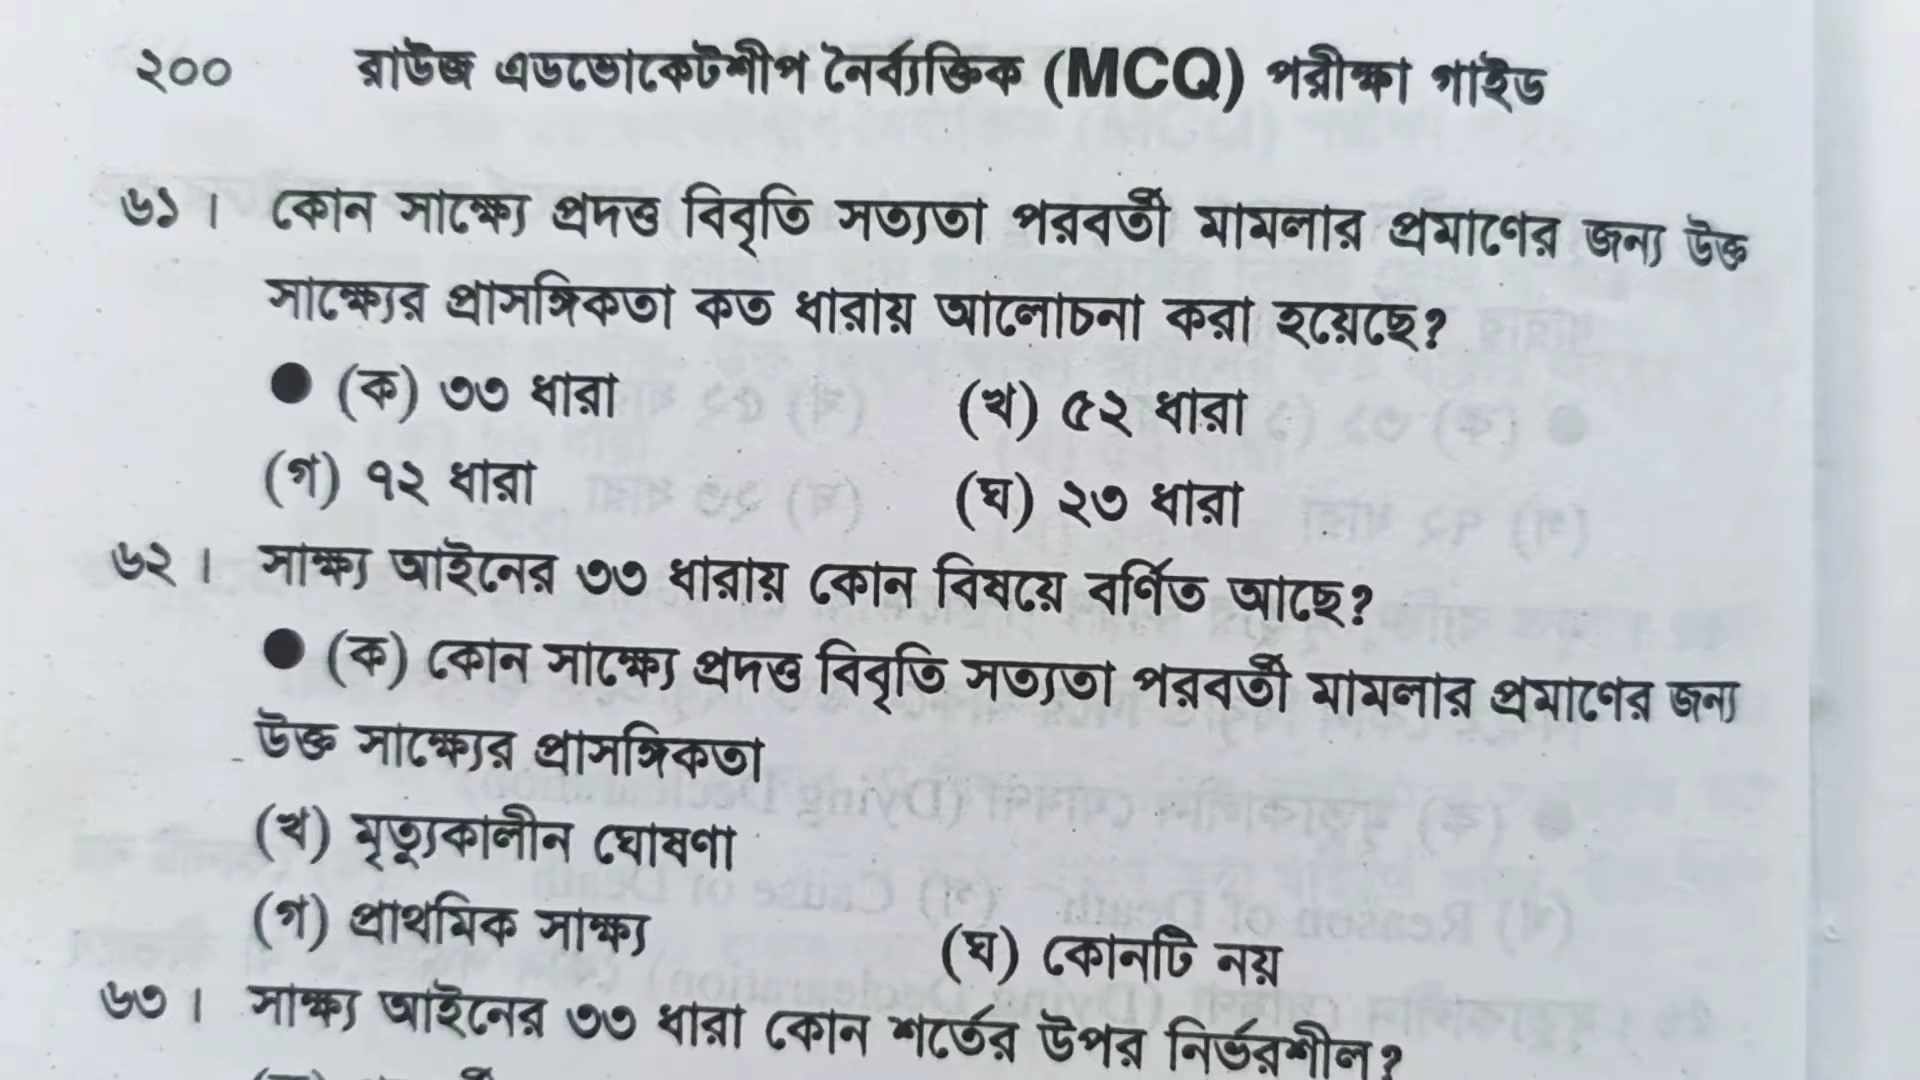 ২০০ রাউজ এডভোকেটশীপ নৈর্ব্যক্তিক (MCQ) পরীক্ষা গাইড
৬১। কোন সাক্ষ্যে প্রদত্ত বিবৃতি সত্যতা পরবর্তী মামলার প্রমাণের জন্য উক্ত
সাক্ষ্যের প্রাসঙ্গিকতা কত ধারায় আলোচনা করা হয়েছে?
● (ক) ৩৩ ধারা (খ) ৫২ ধারা
(গ) ৭২ ধারা (ঘ) ২৩ ধারা
৬২। সাক্ষ্য আইনের ৩৩ ধারায় কোন বিষয়ে বর্ণিত আছে?
● (ক) কোন সাক্ষ্যে প্রদত্ত বিবৃতি সত্যতা পরবর্তী মামলার প্রমাণের জন্য
উক্ত সাক্ষ্যের প্রাসঙ্গিকতা
(খ) মৃত্যুকালীন ঘোষণা
(গ) প্রাথমিক সাক্ষ্য (ঘ) কোনটি নয়
৬৩। সাক্ষ্য আইনের ৩৩ ধারা কোন শর্তের উপর নির্ভরশীল?